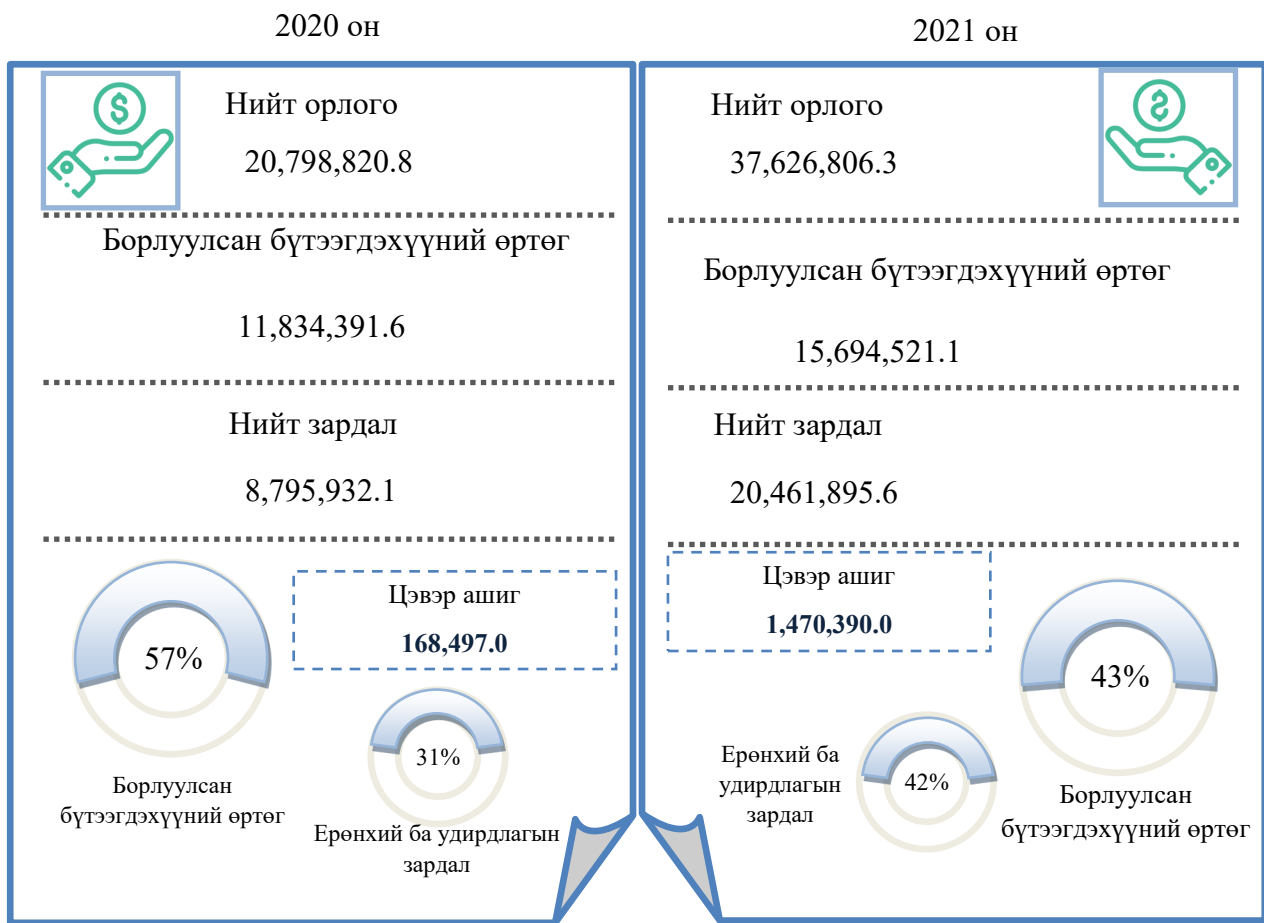 2020 он
Нийт орлого
20,798,820.8
Борлуулсан бүтээгдэхүүний өртөг
11,834,391.6
Нийт зардал
8,795,932.1
Цэвэр ашиг
168,497.0
57%
Борлуулсан
бүтээгдэхүүний өртөг
31%
Ерөнхий ба удирдлагын
зардал
2021 он
Нийт орлого
37,626,806.3
Борлуулсан бүтээгдэхүүний өртөг
15,694,521.1
Нийт зардал
20,461,895.6
Цэвэр ашиг
1,470,390.0
43%
Ерөнхий ба
удирдлагын
зардал
42%
Борлуулсан
бүтээгдэхүүний өртөг